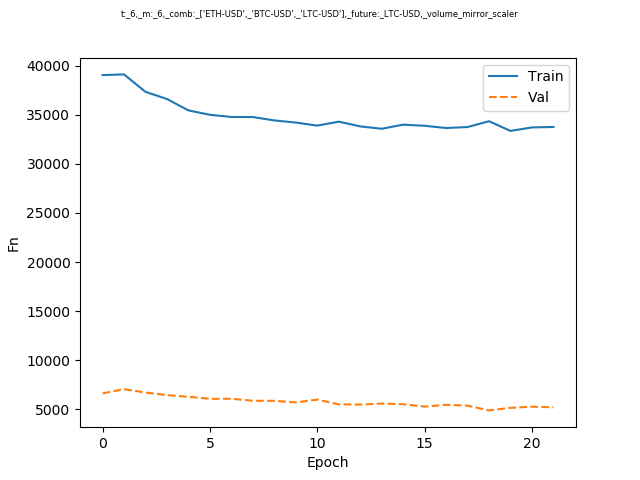 t:_6,_m:_6,_comb:_['ETH-USD',_'BTC-USD',_'LTC-USD'],_future:_LTC-USD,_volume_mirror_scaler
40000
35000
30000
25000
20000
15000
10000
5000
Fn
Train
Val
0 5 10 15 20
Epoch